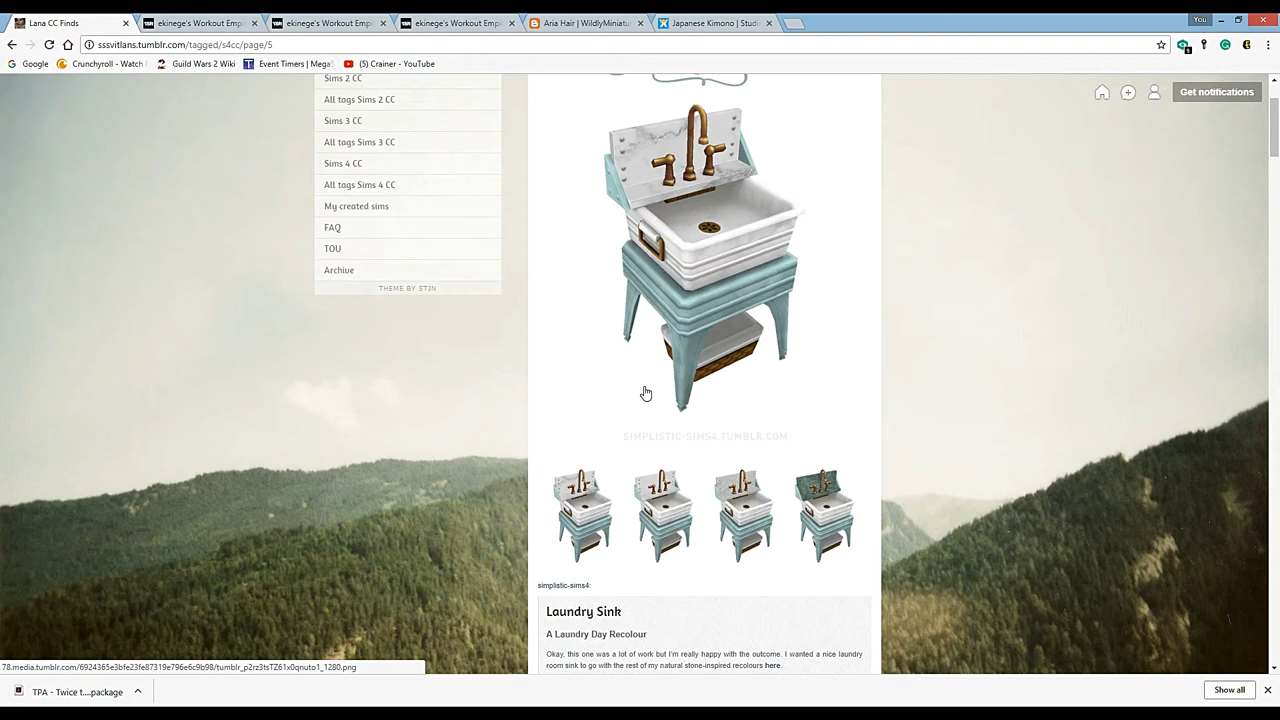 Lana CC Finds
ekinege's Workout Empi
ekinege's Workout Empi
ekinege's Workout Empi
Aria Hair | WildlyMiniatu
Japanese Kimono | Studi
You
sssvitlans.tumblr.com/tagged/s4cc/page/5
Google
Crunchyroll - Watch
Guild Wars 2 Wiki
Event Timers | Mega
(5) Crainer - YouTube
Get notifications
Sims 2 CC
All tags Sims 2 CC
Sims 3 CC
All tags Sims 3 CC
Sims 4 CC
All tags Sims 4 CC
My created sims
FAQ
TOU
Archive
THEME BY STJN
SIMPLISTIC-SIMS4.TUMBLR.COM
simplistic-sims4:
Laundry Sink
A Laundry Day Recolour
Okay, this one was a lot of work but I'm really happy with the outcome. I wanted a nice laundry
room sink to go with the rest of my natural stone-inspired recolours here.
78.media.tumblr.com/6924365e3bfe23fe87319e796e6c9b98/tumblr_p2rz3tsTZ61x0qnuto1_1280.png
TPA - Twice t....package
Show all